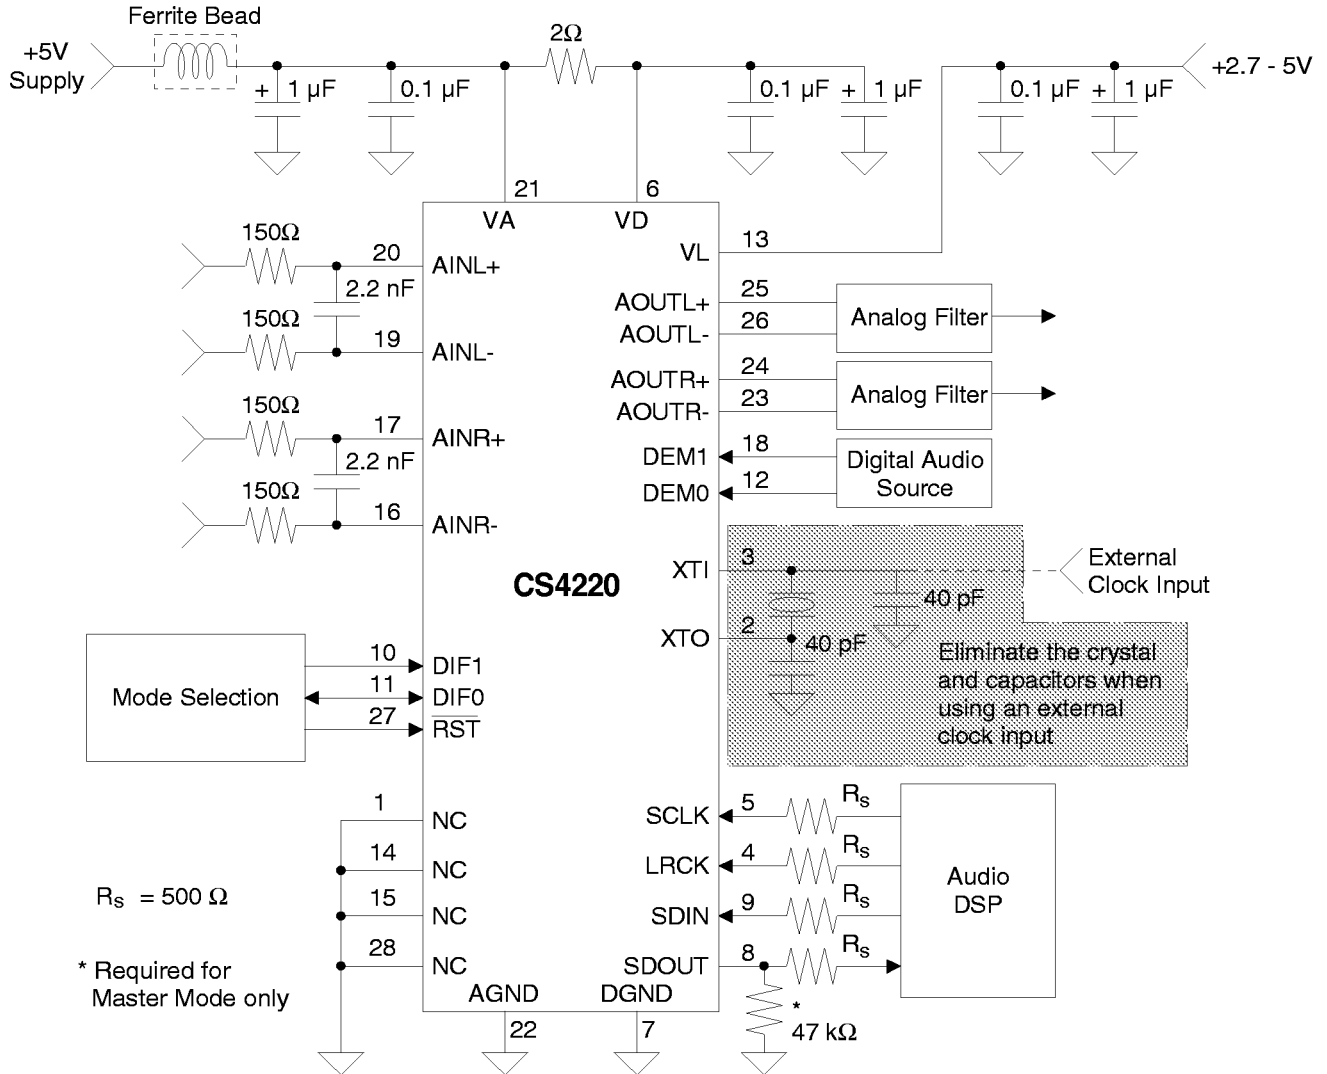 Ferrite Bead
+5V
Supply
2Ω
+2.7 - 5V
+ 1 µF
0.1 µF
0.1 µF
+ 1 µF
0.1 µF
+ 1 µF
21
6
VA
VD
150Ω
20
AINL+
2.2 nF
150Ω
19
AINL-
150Ω
17
AINR+
2.2 nF
150Ω
16
AINR-
13
VL
25
AOUTL+
26
AOUTL-
Analog Filter
24
AOUTR+
23
AOUTR-
Analog Filter
18
DEM1
12
DEM0
Digital Audio
Source
CS4220
3
XTI
External
Clock Input
40 pF
2
XTO
40 pF
Eliminate the crystal
and capacitors when
using an external
clock input
Mode Selection
10
DIF1
11
DIF0
27
RST
1
NC
14
NC
15
NC
28
NC
5
SCLK
Rs
4
LRCK
Rs
9
SDIN
Rs
8
SDOUT
Rs
Audio
DSP
Rs = 500 Ω
* Required for
Master Mode only
AGND
DGND
22
7
*
47 kΩ